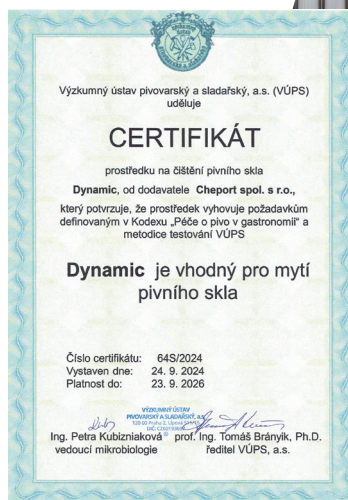 Výzkumný ústav pivovarský a sladařský, a.s. (VÚPS)
uděluje
CERTIFIKÁT
prostředku na čištění pivního skla
Dynamic, od dodavatele Cheport spol. s r.o.,
který potvrzuje, že prostředek vyhovuje požadavkům
definovaným v Kodexu „Péče o pivo v gastronomii“ a
metodice testování VÚPS
Dynamic je vhodný pro mytí
pivního skla
Číslo certifikátu: 64S/2024
Vystaven dne: 24. 9. 2024
Platnost do: 23. 9. 2026
VÝZKUMNÝ ÚSTAV
PIVOVARSKÝ A SLADAŘSKÝ, a.s.
Ing. Petra Kubizniaková prof. Ing. Tomáš Brányik, Ph.D.
vedoucí mikrobiologie ředitel VÚPS, a.s.